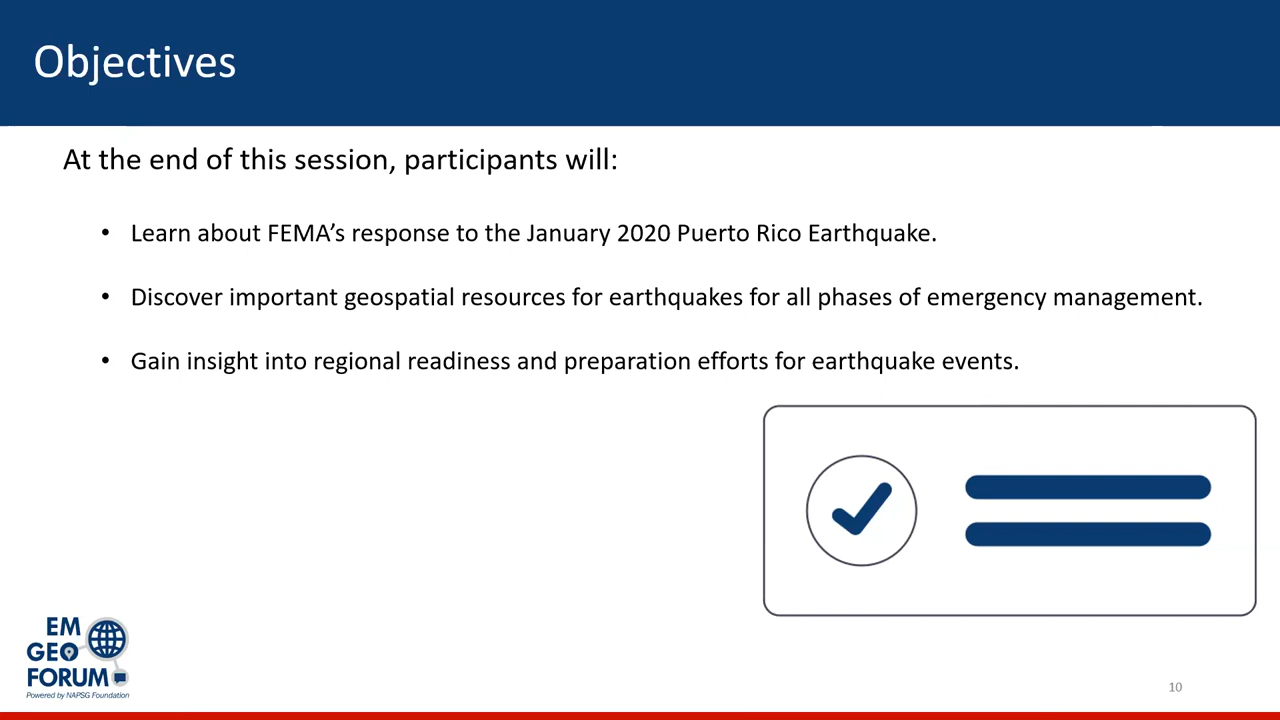 Objectives
At the end of this session, participants will:
• Learn about FEMA’s response to the January 2020 Puerto Rico Earthquake.
• Discover important geospatial resources for earthquakes for all phases of emergency management.
• Gain insight into regional readiness and preparation efforts for earthquake events.
EM
GEO
FORUM
Powered by NAPSG Foundation
10